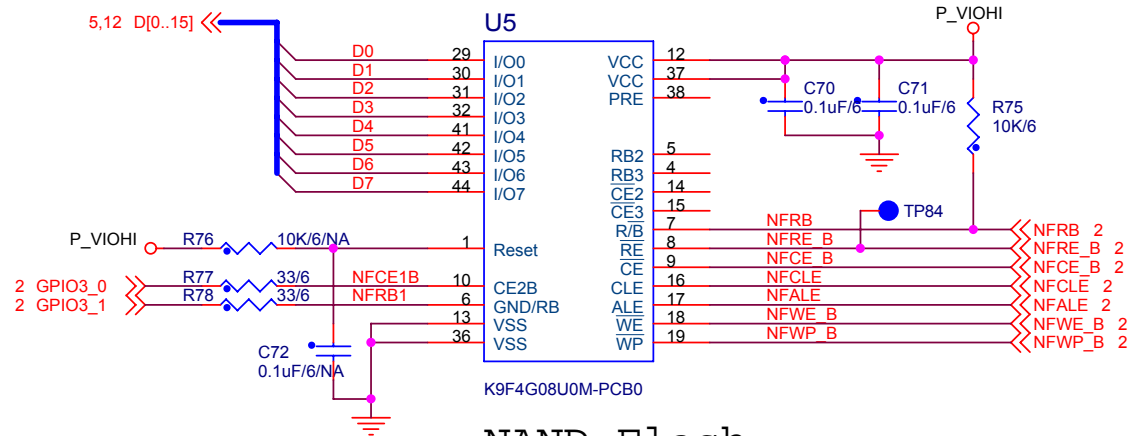 5,12 D[0..15]
U5
P_VIOHI
D0 29 I/O0 VCC 12
D1 30 I/O1 VCC 37
D2 31 I/O2 PRE 38
D3 32 I/O3
D4 41 I/O4
D5 42 I/O5 RB2 5
D6 43 I/O6 RB3 4
D7 44 I/O7 CE2 14
CE3 15
C70 0.1uF/6
C71 0.1uF/6
R75 10K/6
TP84
P_VIOHI R76 10K/6/NA 1 Reset
2 GPIO3_0 R77 33/6 NFCE1B 10 CE2B
2 GPIO3_1 R78 33/6 NFRB1 6 GND/RB
13 VSS
36 VSS
C72
0.1uF/6/NA
R/B 7 NFRB NFRB 2
RE 8 NFRE_B NFRE_B 2
CE 9 NFCE_B NFCE_B 2
CLE 16 NFCLE NFCLE 2
ALE 17 NFALE NFALE 2
WE 18 NFWE_B NFWE_B 2
WP 19 NFWP_B NFWP_B 2
K9F4G08U0M-PCB0
NAND Flash